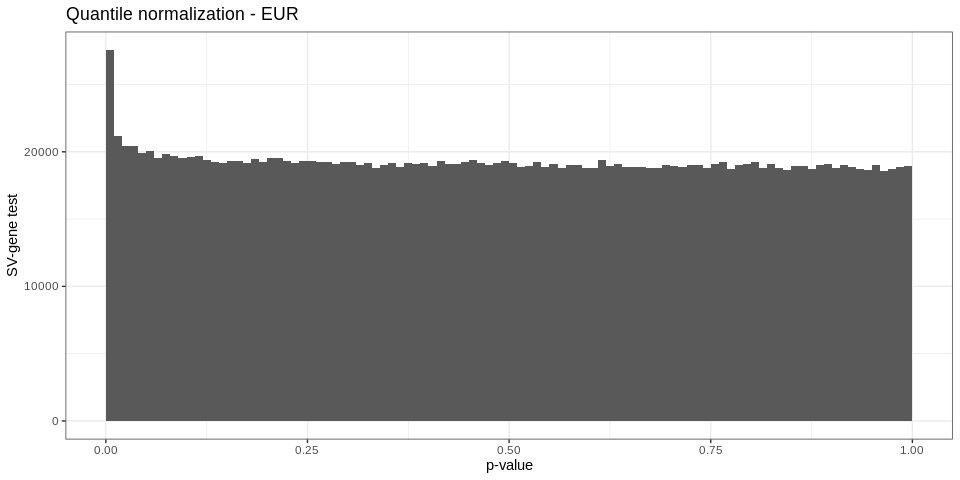 Quantile normalization - EUR
SV-gene test
20000
10000
0
0.00 0.25 0.50 0.75 1.00
p-value